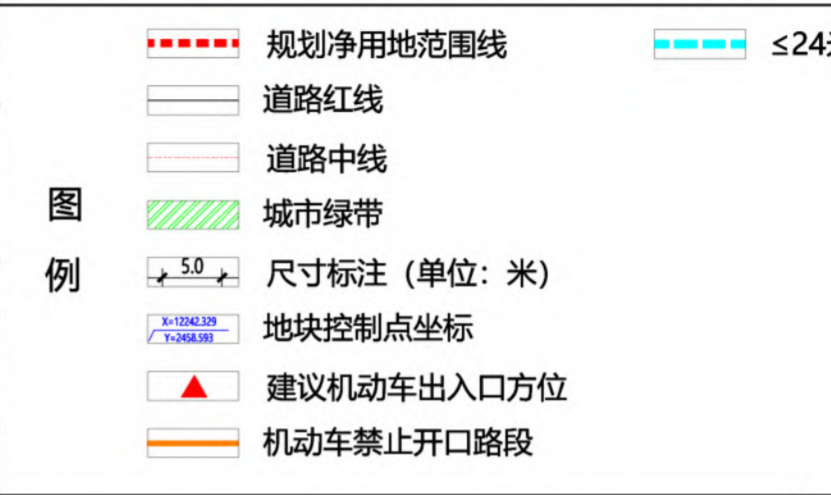 规划净用地范围线
≤24
道路红线
道路中线
图
城市绿带
例
5.0
尺寸标注（单位：米）
X=12242.329
Y=2458.593
地块控制点坐标
建议机动车出入口方位
机动车禁止开口路段